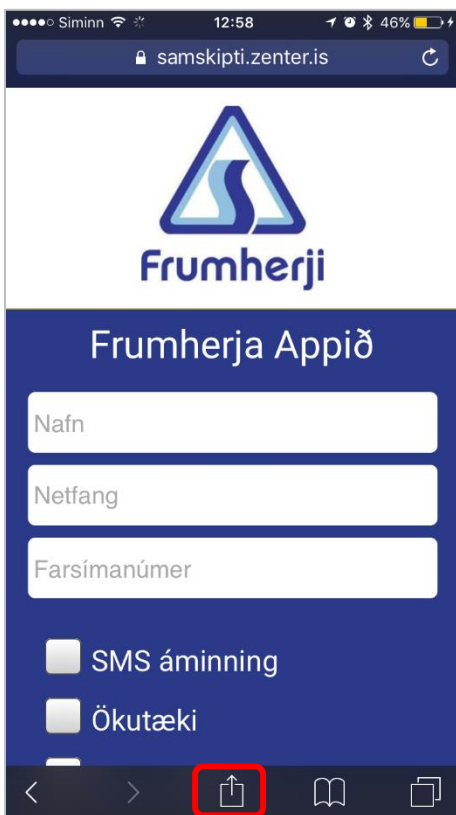 Siminn 12:58 46%
samskipti.zenter.is
Frumherji
Frumherja Appið
Nafn
Netfang
Farsímanúmer
SMS áminning
Ökutæki